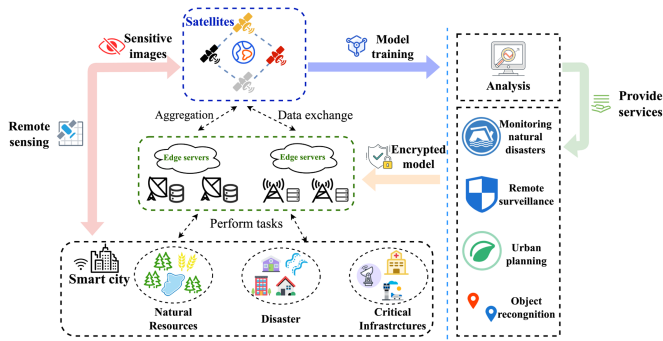 Satellites
Sensitive
images
Model
training
Analysis
Provide
services
Aggregation
Data exchange
Remote
sensing
Edge servers
Edge servers
Encrypted
model
Monitoring
natural
disasters
Remote
surveillance
Urban
planning
Object
recongnition
Perform tasks
Smart city
Natural
Resources
Disaster
Critical
Infrastrctures